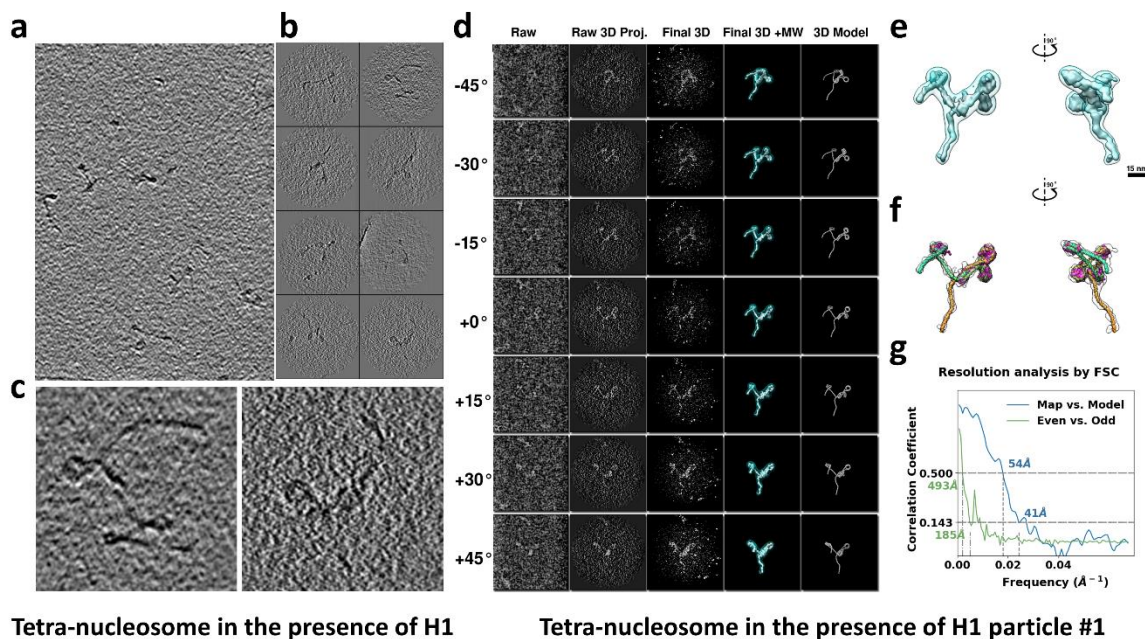 a
b
d
Raw
Raw 3D Proj.
Final 3D
Final 3D +MW
3D Model
-45°
-30°
-15°
+0°
+15°
+30°
+45°
c
e
90°
15 nm
90°
f
g
Resolution analysis by FSC
Map vs. Model
Even vs. Odd
Correlation Coefficient
0.500
0.143
54Å
493Å
41Å
185Å
0.00
0.02
0.04
Frequency (Å⁻¹)
Tetra-nucleosome in the presence of H1
Tetra-nucleosome in the presence of H1 particle #1